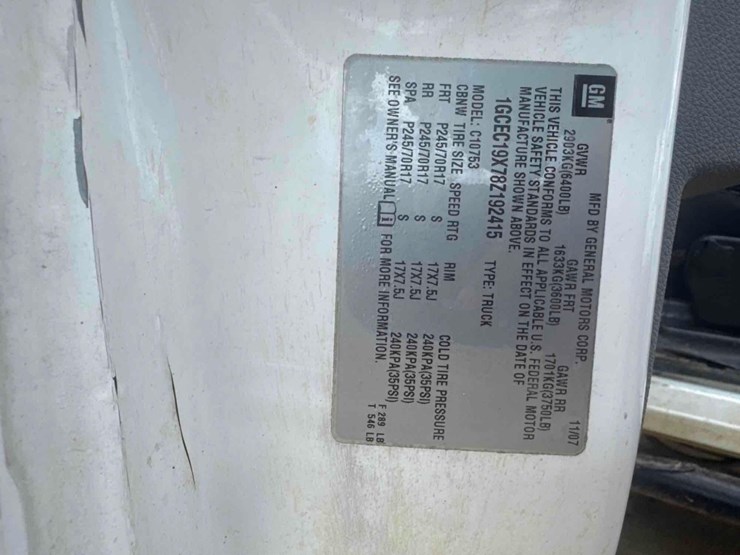 GM
MFD BY GENERAL MOTORS CORP. 11/07
GVWR GAWR FRT GAWR RR
2903KG(6400LB) 1633KG(3600LB) 1701KG(3750LB)
THIS VEHICLE CONFORMS TO ALL APPLICABLE U.S. FEDERAL MOTOR
VEHICLE SAFETY STANDARDS IN EFFECT ON THE DATE OF
MANUFACTURE SHOWN ABOVE.
1GCEC19X78Z192415 TYPE: TRUCK
MODEL: C10753
CBNW TIRE SIZE SPEED RTG RIM COLD TIRE PRESSURE
FRT P245/70R17 S 17X7.5J 240KPA(35PSI)
RR P245/70R17 S 17X7.5J 240KPA(35PSI)
SPA P245/70R17 S 17X7.5J 240KPA(35PSI)
SEE OWNER'S MANUAL i FOR MORE INFORMATION.
F 289 LB
T 546 LB